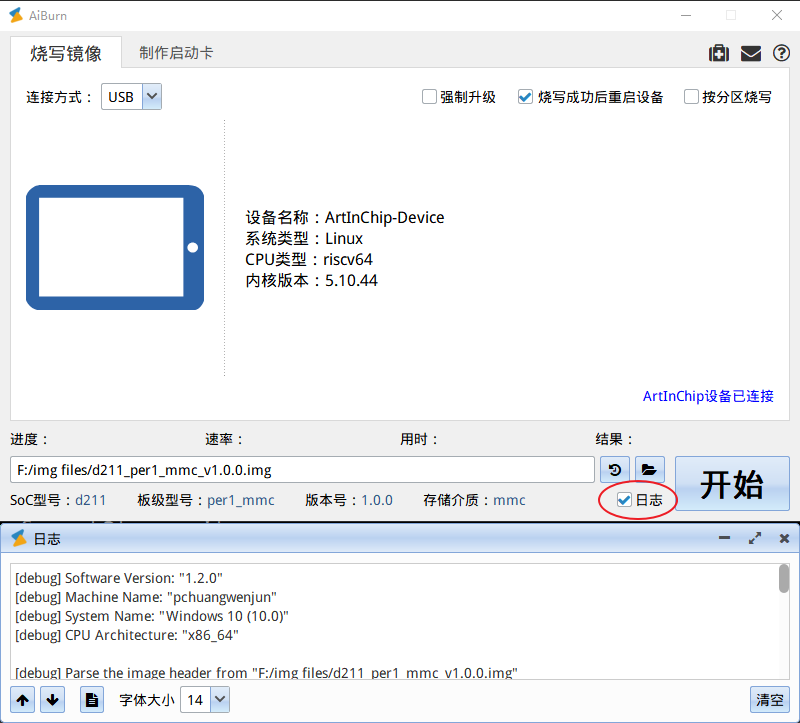 AiBurn
烧写镜像 制作启动卡
连接方式： USB 强制升级 烧写成功后重启设备 按分区烧写
设备名称：ArtInChip-Device
系统类型：Linux
CPU类型：riscv64
内核版本：5.10.44
ArtInChip设备已连接
进度： 速率： 用时： 结果：
F:/img files/d211_per1_mmc_v1.0.0.img
开始
SoC型号：d211 板级型号：per1_mmc 版本号：1.0.0 存储介质：mmc 日志
日志
[debug] Software Version: "1.2.0"
[debug] Machine Name: "pchuangwenjun"
[debug] System Name: "Windows 10 (10.0)"
[debug] CPU Architecture: "x86_64"
[debug] Parse the image header from "F:/img files/d211_per1_mmc_v1.0.0.img"
字体大小 14 清空